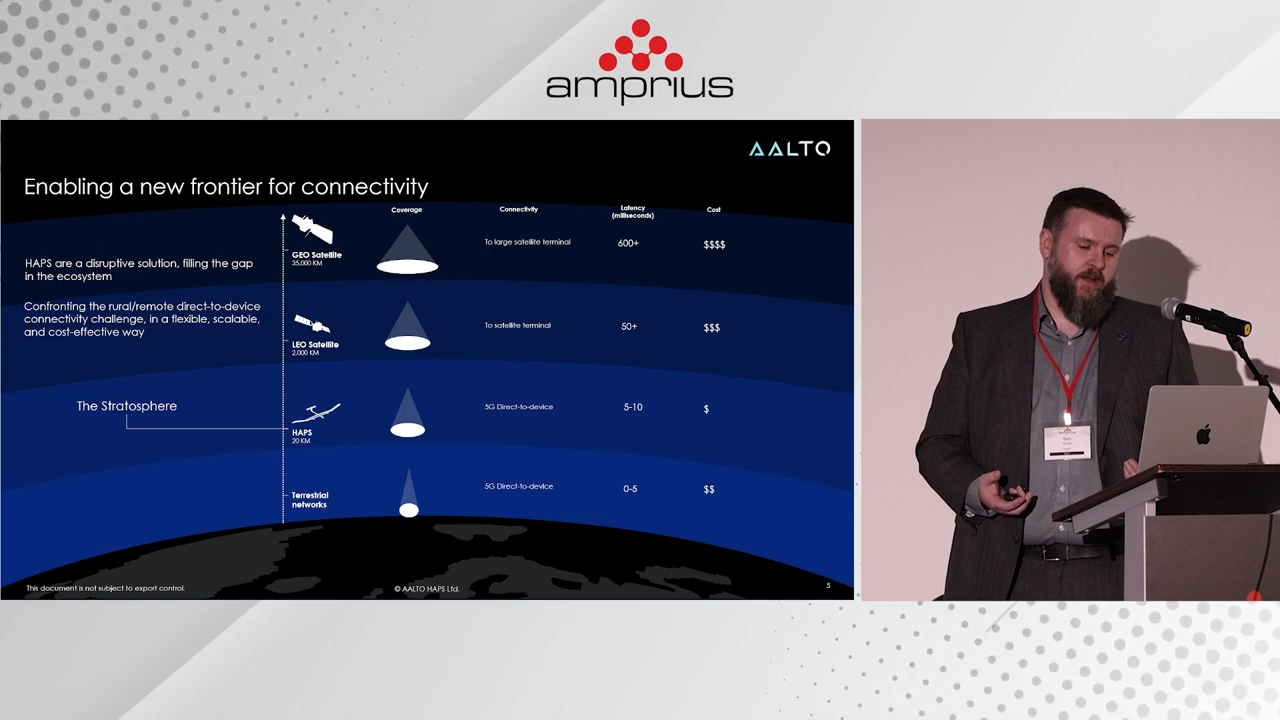 amprius
AALTO
Enabling a new frontier for connectivity
Coverage
Connectivity
Latency
(milliseconds)
Cost
HAPS are a disruptive solution, filling the gap
in the ecosystem
Confronting the rural/remote direct-to-device
connectivity challenge, in a flexible, scalable,
and cost-effective way
The Stratosphere
GEO Satellite
35,000 KM
To large satellite terminal
600+
$$$$
LEO Satellite
2,000 KM
To satellite terminal
50+
$$$
HAPS
20 KM
5G Direct-to-device
5-10
$
Terrestrial
networks
5G Direct-to-device
0-5
$$
This document is not subject to export control.
© AALTO HAPS Ltd.
5
amprius